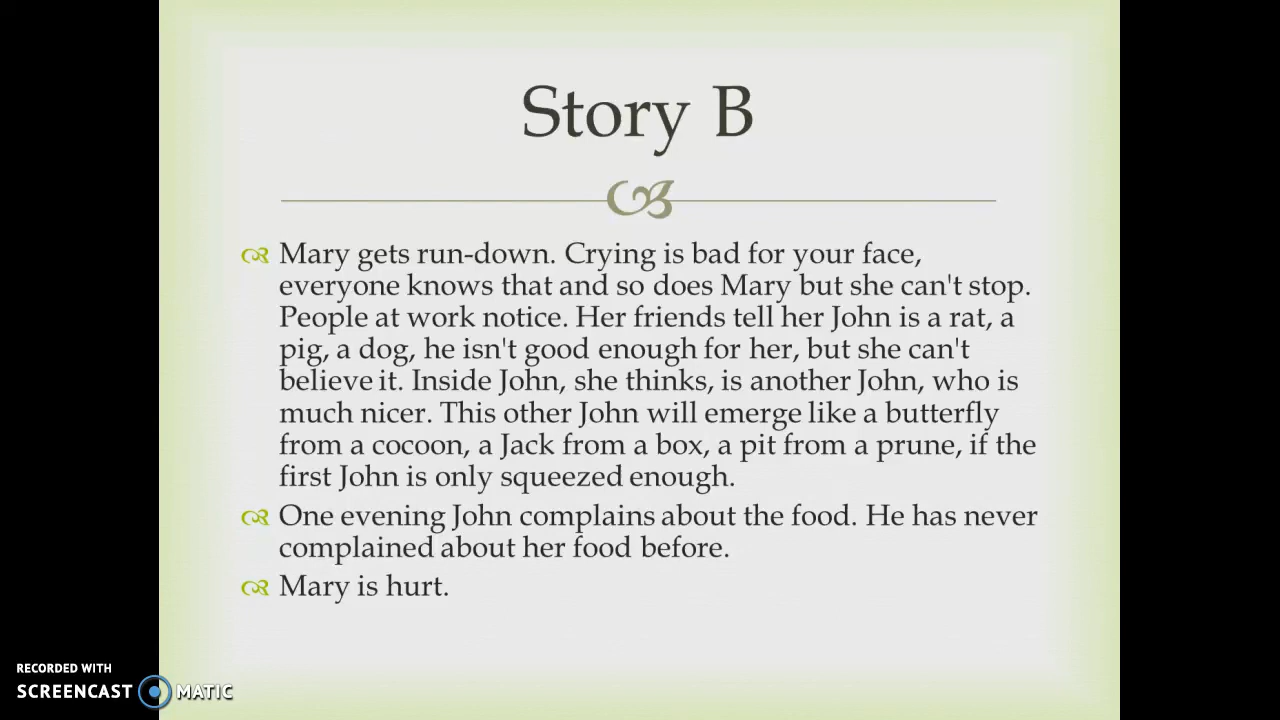 Story B
Mary gets run-down. Crying is bad for your face,
everyone knows that and so does Mary but she can't stop.
People at work notice. Her friends tell her John is a rat, a
pig, a dog, he isn't good enough for her, but she can't
believe it. Inside John, she thinks, is another John, who is
much nicer. This other John will emerge like a butterfly
from a cocoon, a Jack from a box, a pit from a prune, if the
first John is only squeezed enough.
One evening John complains about the food. He has never
complained about her food before.
Mary is hurt.
RECORDED WITH
SCREENCAST MATIC